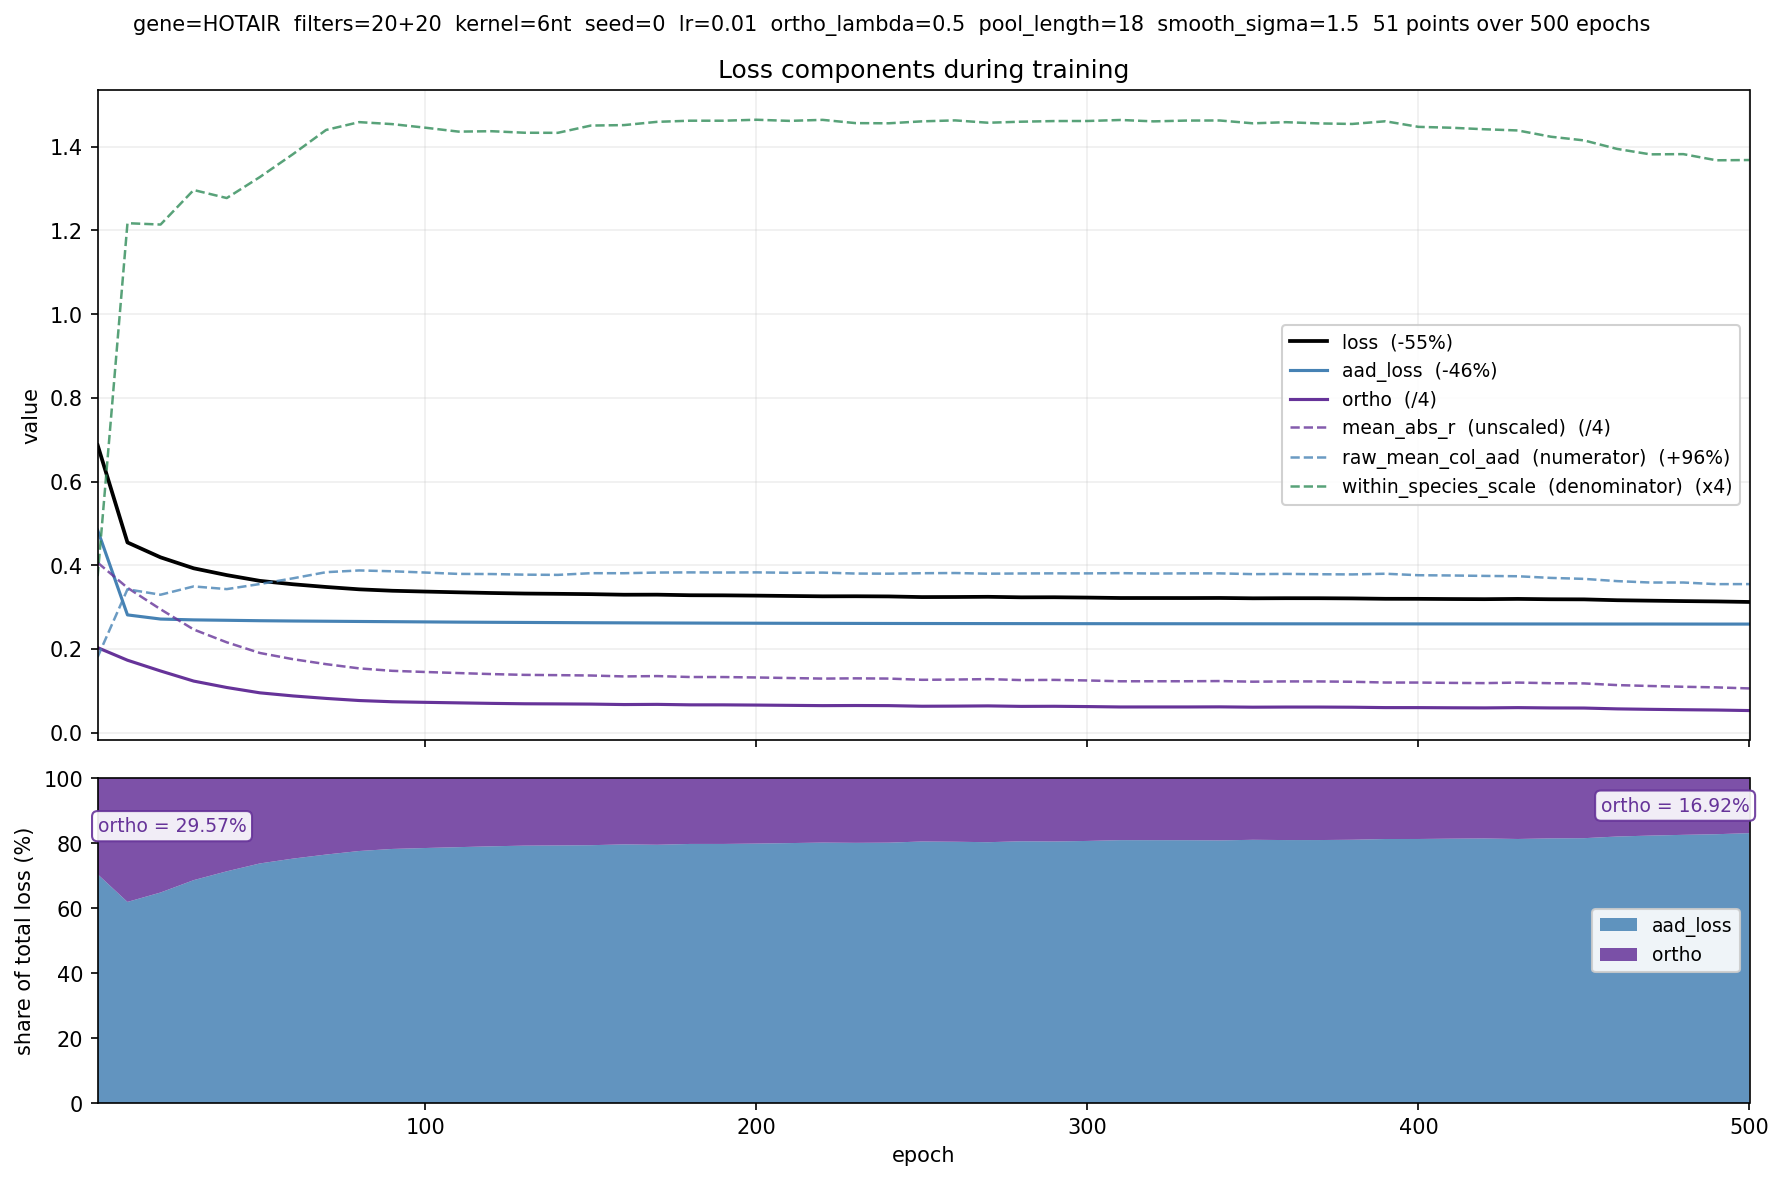 gene=HOTAIR  filters=20+20  kernel=6nt  seed=0  lr=0.01  ortho_lambda=0.5  pool_length=18  smooth_sigma=1.5  51 points over 500 epochs
Loss components during training
value
1.4
1.2
1.0
0.8
0.6
0.4
0.2
0.0
loss  (-55%)
aad_loss  (-46%)
ortho  (/4)
mean_abs_r  (unscaled)  (/4)
raw_mean_col_aad  (numerator)  (+96%)
within_species_scale  (denominator)  (x4)
share of total loss (%)
100
80
60
40
20
0
ortho = 29.57%
ortho = 16.92%
aad_loss
ortho
100
200
300
400
500
epoch